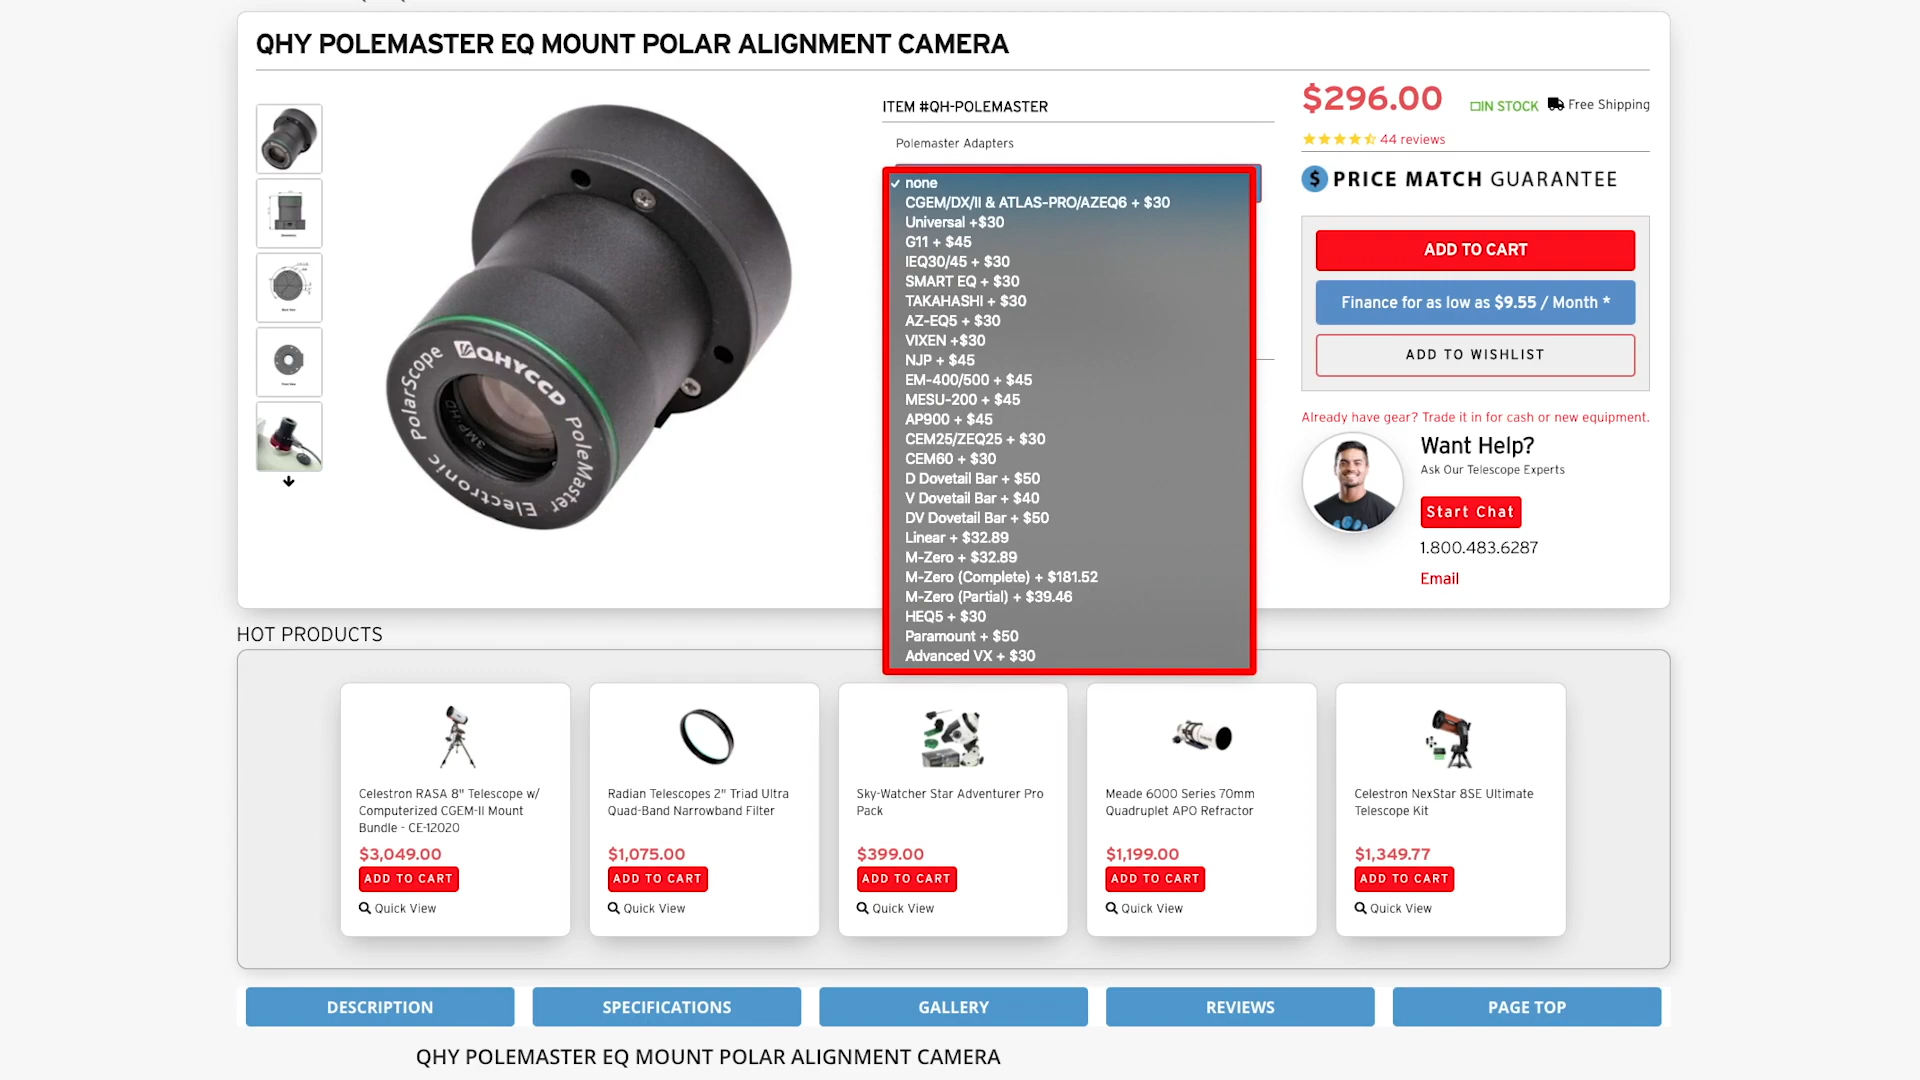 QHY POLEMASTER EQ MOUNT POLAR ALIGNMENT CAMERA
QHYCCD PoleMaster
Electronic PolarScope
3MP-HD
ITEM #QH-POLEMASTER
Polemaster Adapters
none
CGEM/DX/II & ATLAS-PRO/AZEQ6 + $30
Universal +$30
G11 + $45
IEQ30/45 + $30
SMART EQ + $30
TAKAHASHI + $30
AZ-EQ5 + $30
VIXEN +$30
NJP + $45
EM-400/500 + $45
MESU-200 + $45
AP900 + $45
CEM25/ZEQ25 + $30
CEM60 + $30
D Dovetail Bar + $50
V Dovetail Bar + $40
DV Dovetail Bar + $50
Linear + $32.89
M-Zero + $32.89
M-Zero (Complete) + $181.52
M-Zero (Partial) + $39.46
HEQ5 + $30
Paramount + $50
Advanced VX + $30
$296.00
IN STOCK
Free Shipping
44 reviews
$ PRICE MATCH GUARANTEE
ADD TO CART
Finance for as low as $9.55 / Month *
ADD TO WISHLIST
Already have gear? Trade it in for cash or new equipment.
Want Help?
Ask Our Telescope Experts
Start Chat
1.800.483.6287
Email
HOT PRODUCTS
Celestron RASA 8" Telescope w/
Computerized CGEM-II Mount
Bundle - CE-12020
$3,049.00
ADD TO CART
Quick View
Radian Telescopes 2" Triad Ultra
Quad-Band Narrowband Filter
$1,075.00
ADD TO CART
Quick View
Sky-Watcher Star Adventurer Pro
Pack
$399.00
ADD TO CART
Quick View
Meade 6000 Series 70mm
Quadruplet APO Refractor
$1,199.00
ADD TO CART
Quick View
Celestron NexStar 8SE Ultimate
Telescope Kit
$1,349.77
ADD TO CART
Quick View
DESCRIPTION
SPECIFICATIONS
GALLERY
REVIEWS
PAGE TOP
QHY POLEMASTER EQ MOUNT POLAR ALIGNMENT CAMERA